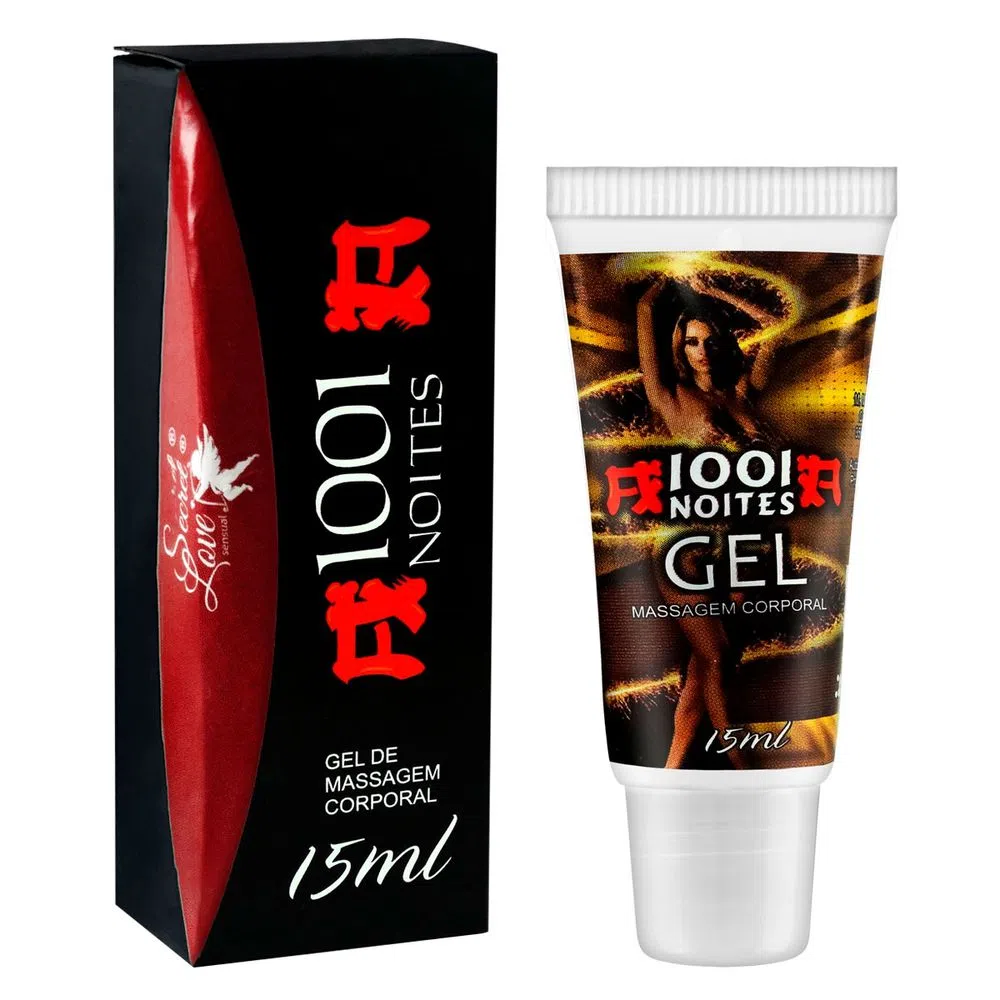 Secret
Love
sensual
1001
NOITES
GEL DE
MASSAGEM
CORPORAL
15ml
1001
NOITES
GEL
MASSAGEM CORPORAL
15ml